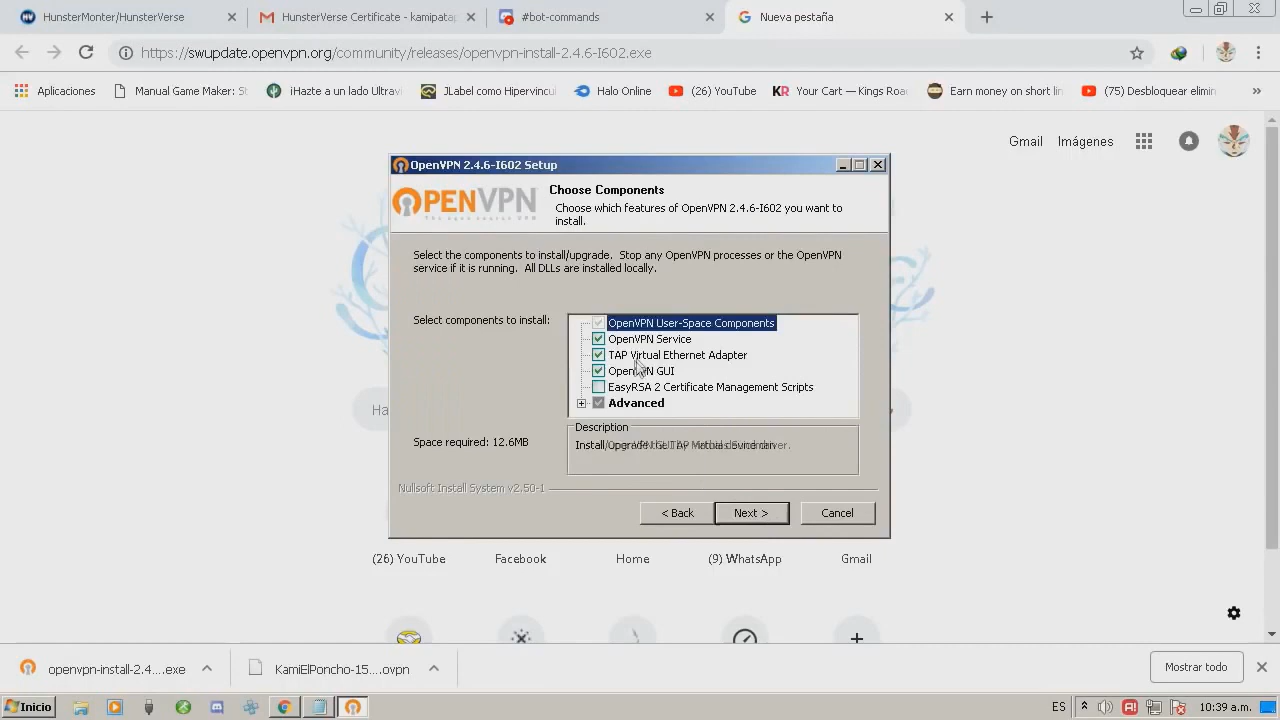 HunsterMonter/HunsterVerse
HunsterVerse Certificate - kamipatap
#bot-commands
Nueva pestaña
https://swupdate.openvpn.org/community/releases/openvpn-install-2.4.6-I602.exe
Aplicaciones
Manual Game Maker: S
¡Hazte a un lado Ultravi
JLabel como Hipervincul
Halo Online
(26) YouTube
Your Cart — Kings Road
Earn money on short lin
(75) Desbloquear elimin
»
Gmail
Imágenes
OpenVPN 2.4.6-I602 Setup
OPENVPN
The open source VPN
Choose Components
Choose which features of OpenVPN 2.4.6-I602 you want to
install.
Select the components to install/upgrade. Stop any OpenVPN processes or the OpenVPN
service if it is running. All DLLs are installed locally.
Select components to install:
OpenVPN User-Space Components
OpenVPN Service
TAP Virtual Ethernet Adapter
OpenVPN GUI
EasyRSA 2 Certificate Management Scripts
Advanced
Space required: 12.6MB
Description
Nullsoft Install System v2.50-1
< Back
Next >
Cancel
(26) YouTube
Facebook
Home
(9) WhatsApp
Gmail
openvpn-install-2.4....exe
KamiElPoncho-15....ovpn
Mostrar todo
Inicio
ES
10:39 a.m.